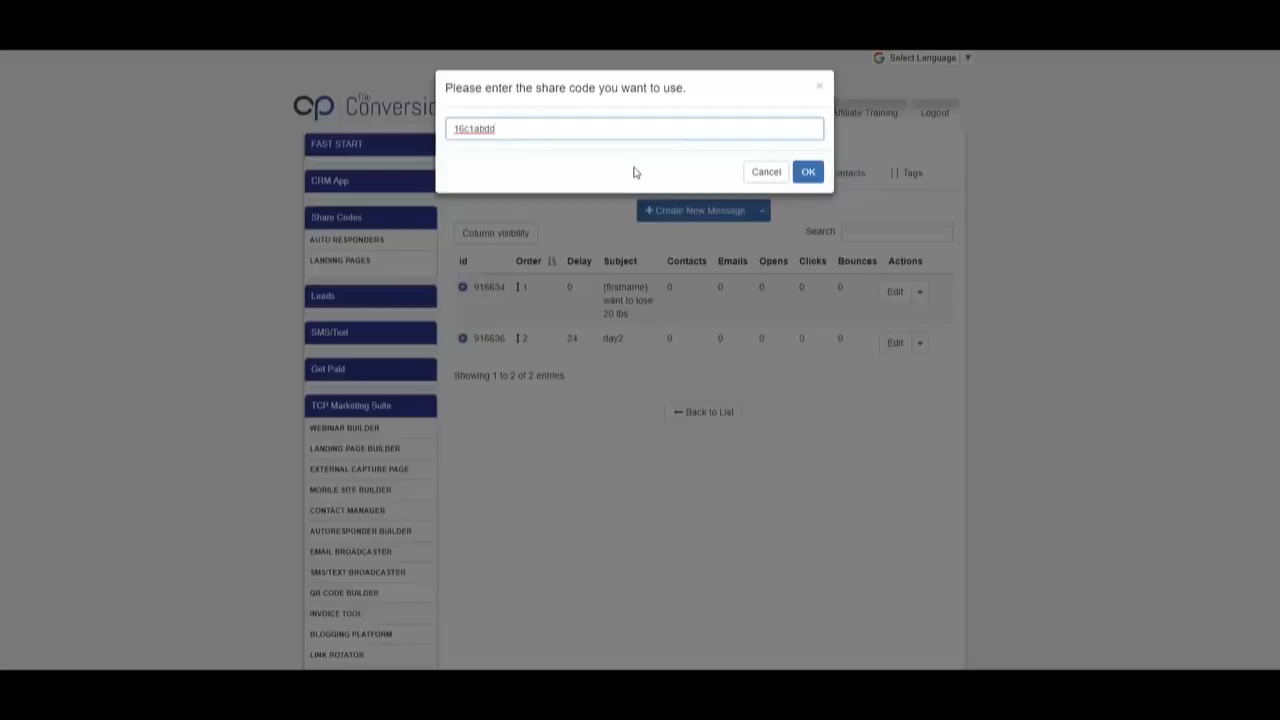 Select Language ▼
Please enter the share code you want to use. ×
16c1abdd
Cancel OK
cp The Conversio
Affiliate Training Logout
ontacts Tags
FAST START
CRM App
Share Codes
AUTO RESPONDERS
LANDING PAGES
Leads
SMS/Text
Get Paid
TCP Marketing Suite
WEBINAR BUILDER
LANDING PAGE BUILDER
EXTERNAL CAPTURE PAGE
MOBILE SITE BUILDER
CONTACT MANAGER
AUTORESPONDER BUILDER
EMAIL BROADCASTER
SMS/TEXT BROADCASTER
QR CODE BUILDER
INVOICE TOOL
BLOGGING PLATFORM
LINK ROTATOR
+ Create New Message
Column visibility Search
Id Order Delay Subject Contacts Emails Opens Clicks Bounces Actions
916634 1 0 {firstname} want to lose 20 lbs 0 0 0 0 0 Edit
916636 2 24 day2 0 0 0 0 0 Edit
Showing 1 to 2 of 2 entries
Back to List